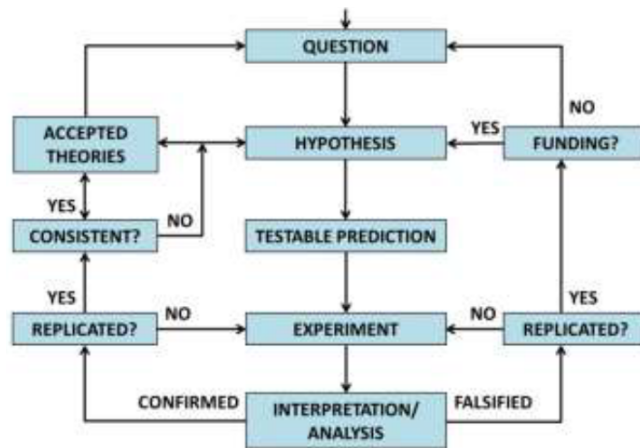 QUESTION
NO
ACCEPTED
THEORIES
HYPOTHESIS
YES
FUNDING?
YES
CONSISTENT?
NO
TESTABLE PREDICTION
YES
YES
REPLICATED?
NO
EXPERIMENT
NO
REPLICATED?
CONFIRMED
INTERPRETATION/
ANALYSIS
FALSIFIED